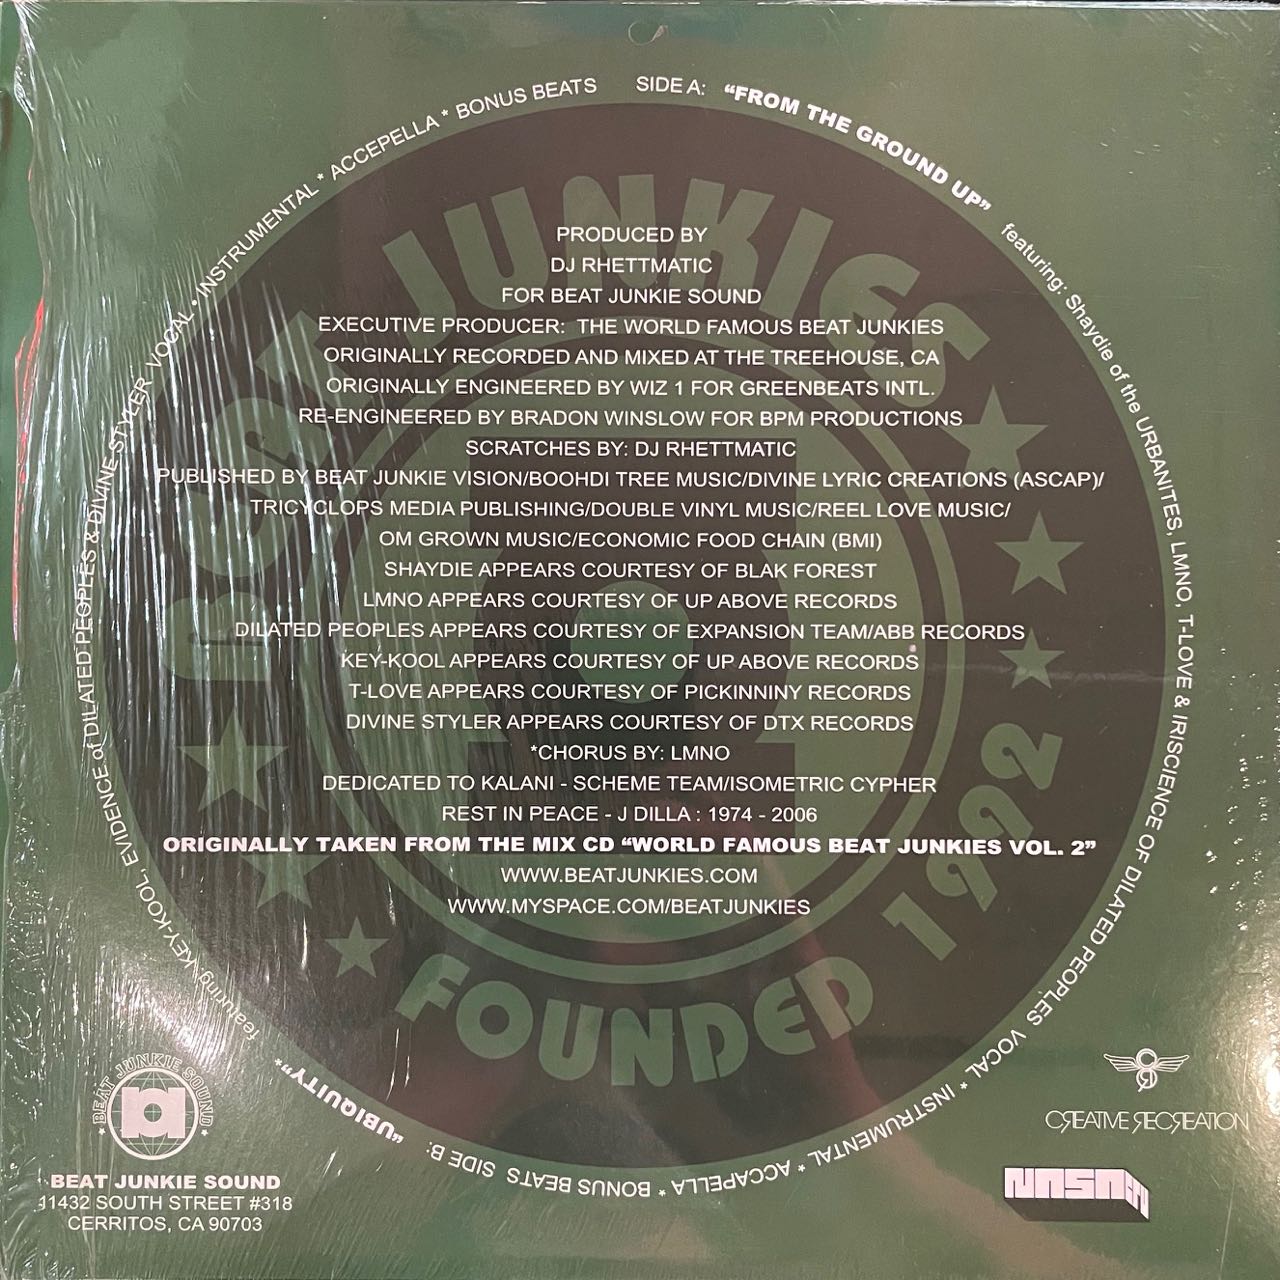 SIDE A: "FROM THE GROUND UP" featuring: Shaydie of the URBANITES, LMNO, T-LOVE & IRISCIENCE OF DILATED PEOPLES VOCAL * INSTRUMENTAL * ACCAPELLA * BONUS BEATS
SIDE B: "UBIQUITY"* featuring KEY-KOOL, EVIDENCE of DILATED PEOPLES & DIVINE STYLER VOCAL * INSTRUMENTAL * ACCEPELLA * BONUS BEATS
BEAT JUNKIES
PRODUCED BY
DJ RHETTMATIC
FOR BEAT JUNKIE SOUND
EXECUTIVE PRODUCER: THE WORLD FAMOUS BEAT JUNKIES
ORIGINALLY RECORDED AND MIXED AT THE TREEHOUSE, CA
ORIGINALLY ENGINEERED BY WIZ 1 FOR GREENBEATS INTL.
RE-ENGINEERED BY BRADON WINSLOW FOR BPM PRODUCTIONS
SCRATCHES BY: DJ RHETTMATIC
PUBLISHED BY BEAT JUNKIE VISION/BOOHDI TREE MUSIC/DIVINE LYRIC CREATIONS (ASCAP)/
TRICYCLOPS MEDIA PUBLISHING/DOUBLE VINYL MUSIC/REEL LOVE MUSIC/
OM GROWN MUSIC/ECONOMIC FOOD CHAIN (BMI)
SHAYDIE APPEARS COURTESY OF BLAK FOREST
LMNO APPEARS COURTESY OF UP ABOVE RECORDS
DILATED PEOPLES APPEARS COURTESY OF EXPANSION TEAM/ABB RECORDS
KEY-KOOL APPEARS COURTESY OF UP ABOVE RECORDS
T-LOVE APPEARS COURTESY OF PICKINNINY RECORDS
DIVINE STYLER APPEARS COURTESY OF DTX RECORDS
*CHORUS BY: LMNO
DEDICATED TO KALANI - SCHEME TEAM/ISOMETRIC CYPHER
REST IN PEACE - J DILLA : 1974 - 2006
ORIGINALLY TAKEN FROM THE MIX CD "WORLD FAMOUS BEAT JUNKIES VOL. 2"
WWW.BEATJUNKIES.COM
WWW.MYSPACE.COM/BEATJUNKIES
FOUNDED 1992
BEAT JUNKIE SOUND
BEAT JUNKIE SOUND
11432 SOUTH STREET #318
CERRITOS, CA 90703
CREATIVE RECREATION